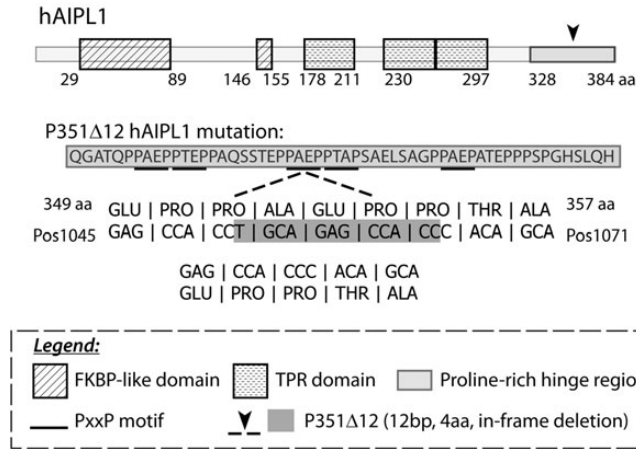 hAIPL1
29 89 146 155 178 211 230 297 328 384 aa
P351Δ12 hAIPL1 mutation:
QGATQPPAEPPTEPPAQSSTEPPAEPPTAPSAELSAGPPAEPATEPPPSPGHSLQH
349 aa GLU | PRO | PRO | ALA | GLU | PRO | PRO | THR | ALA 357 aa
Pos1045 GAG | CCA | CCT | GCA | GAG | CCA | CCC | ACA | GCA Pos1071
GAG | CCA | CCC | ACA | GCA
GLU | PRO | PRO | THR | ALA
Legend:
FKBP-like domain TPR domain Proline-rich hinge regio
PxxP motif P351Δ12 (12bp, 4aa, in-frame deletion)